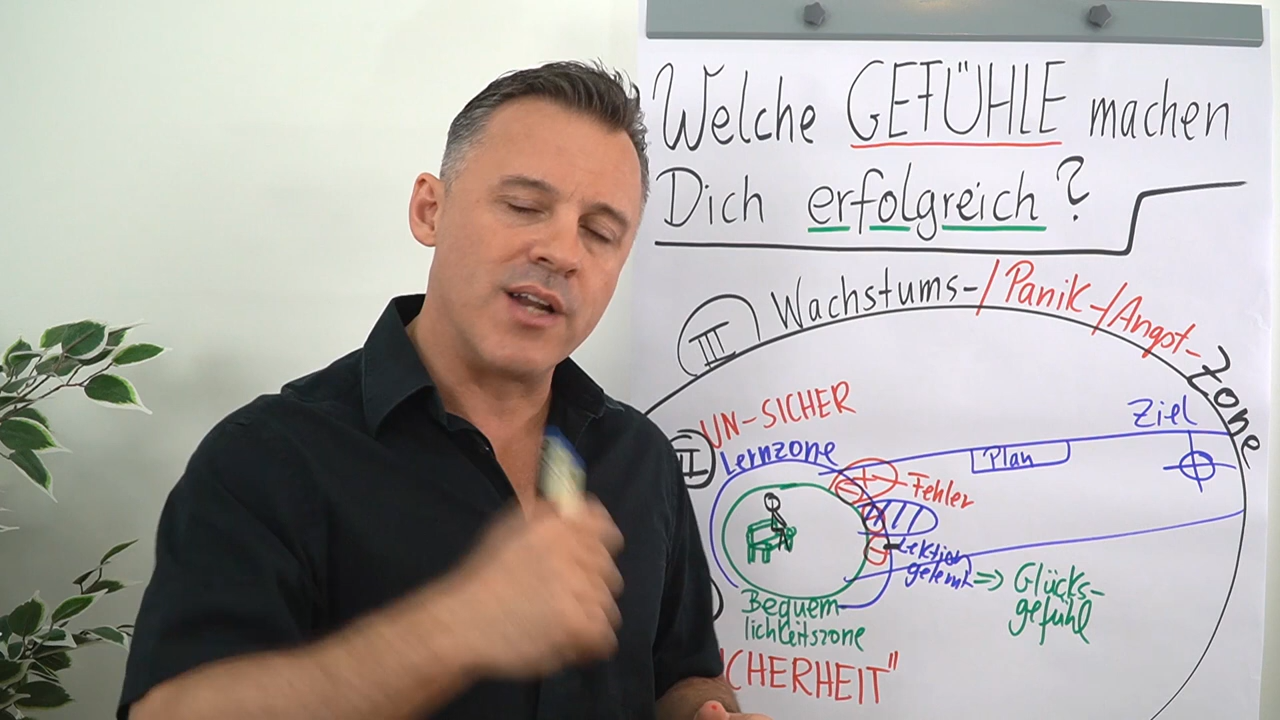 Welche GEFÜHLE machen
Dich erfolgreich?
III Wachstums-/Panik-/Angst-Zone
UN-SICHER
II Lernzone
Ziel
Plan
Fehler
Lektion
gelernt => Glücks-
gefühl
Bequem-
lichkeitszone
CHERHEIT"